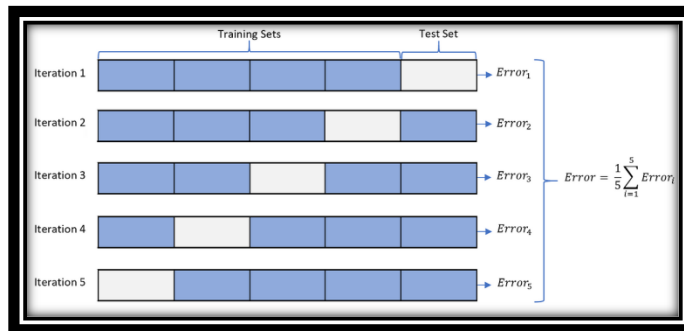 Training Sets Test Set
Iteration 1 Error₁
Iteration 2 Error₂
Iteration 3 Error₃
Error = 1/5 ∑_{i=1}^{5} Error_i
Iteration 4 Error₄
Iteration 5 Error₅